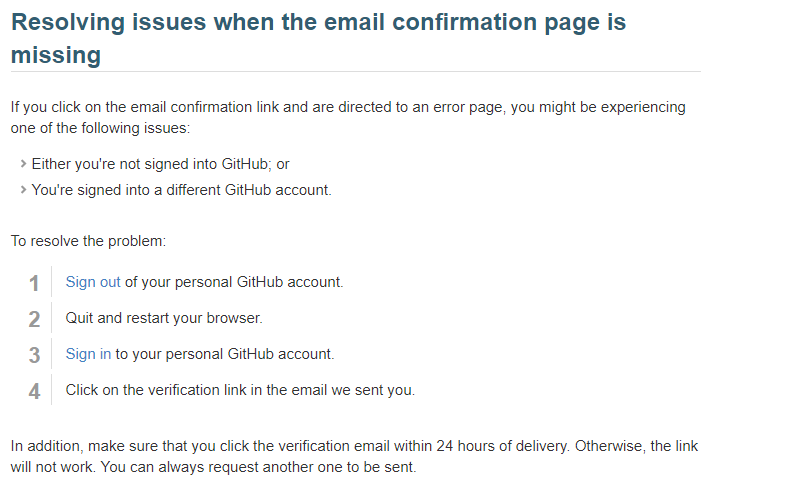 Resolving issues when the email confirmation page is
missing
If you click on the email confirmation link and are directed to an error page, you might be experiencing
one of the following issues:
Either you're not signed into GitHub; or
You're signed into a different GitHub account.
To resolve the problem:
1 Sign out of your personal GitHub account.
2 Quit and restart your browser.
3 Sign in to your personal GitHub account.
4 Click on the verification link in the email we sent you.
In addition, make sure that you click the verification email within 24 hours of delivery. Otherwise, the link
will not work. You can always request another one to be sent.